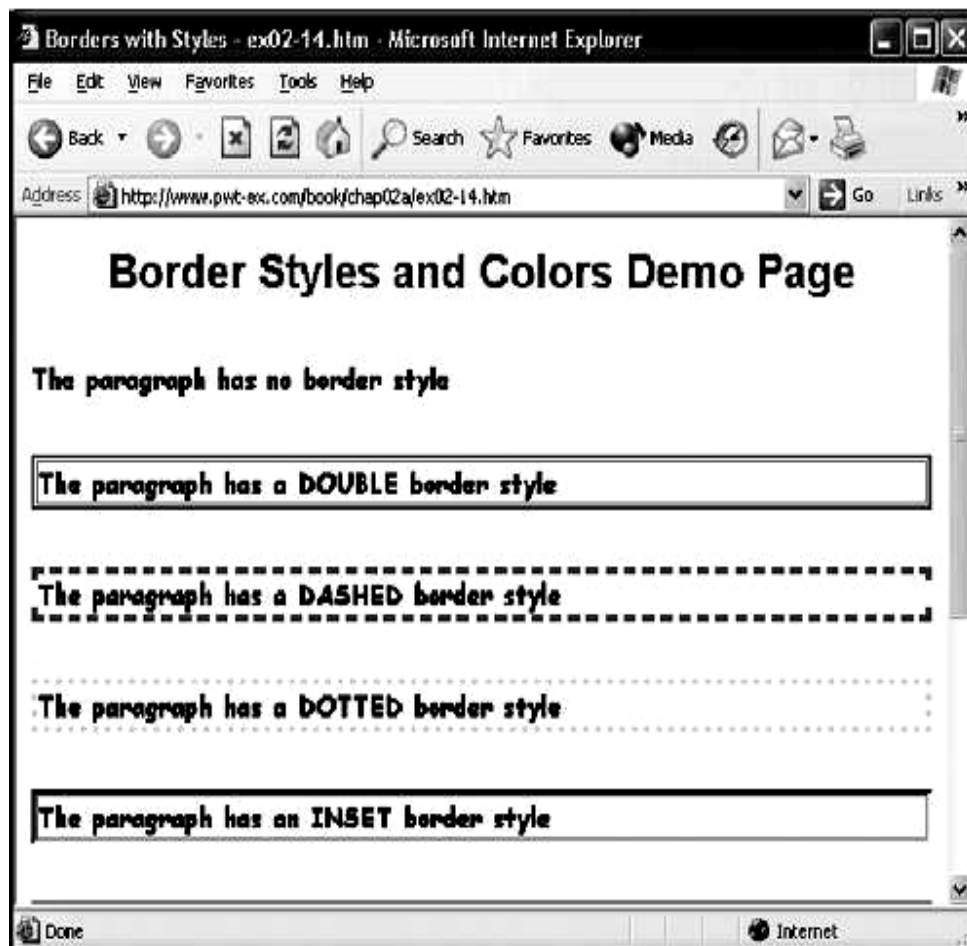 Borders with Styles - ex02-14.htm - Microsoft Internet Explorer
File Edit View Favorites Tools Help
Back Search Favorites Media
Address http://www.pwt-ex.com/book/chap02a/ex02-14.htm Go Links
Border Styles and Colors Demo Page
The paragraph has no border style
The paragraph has a DOUBLE border style
The paragraph has a DASHED border style
The paragraph has a DOTTED border style
The paragraph has an INSET border style
Done Internet